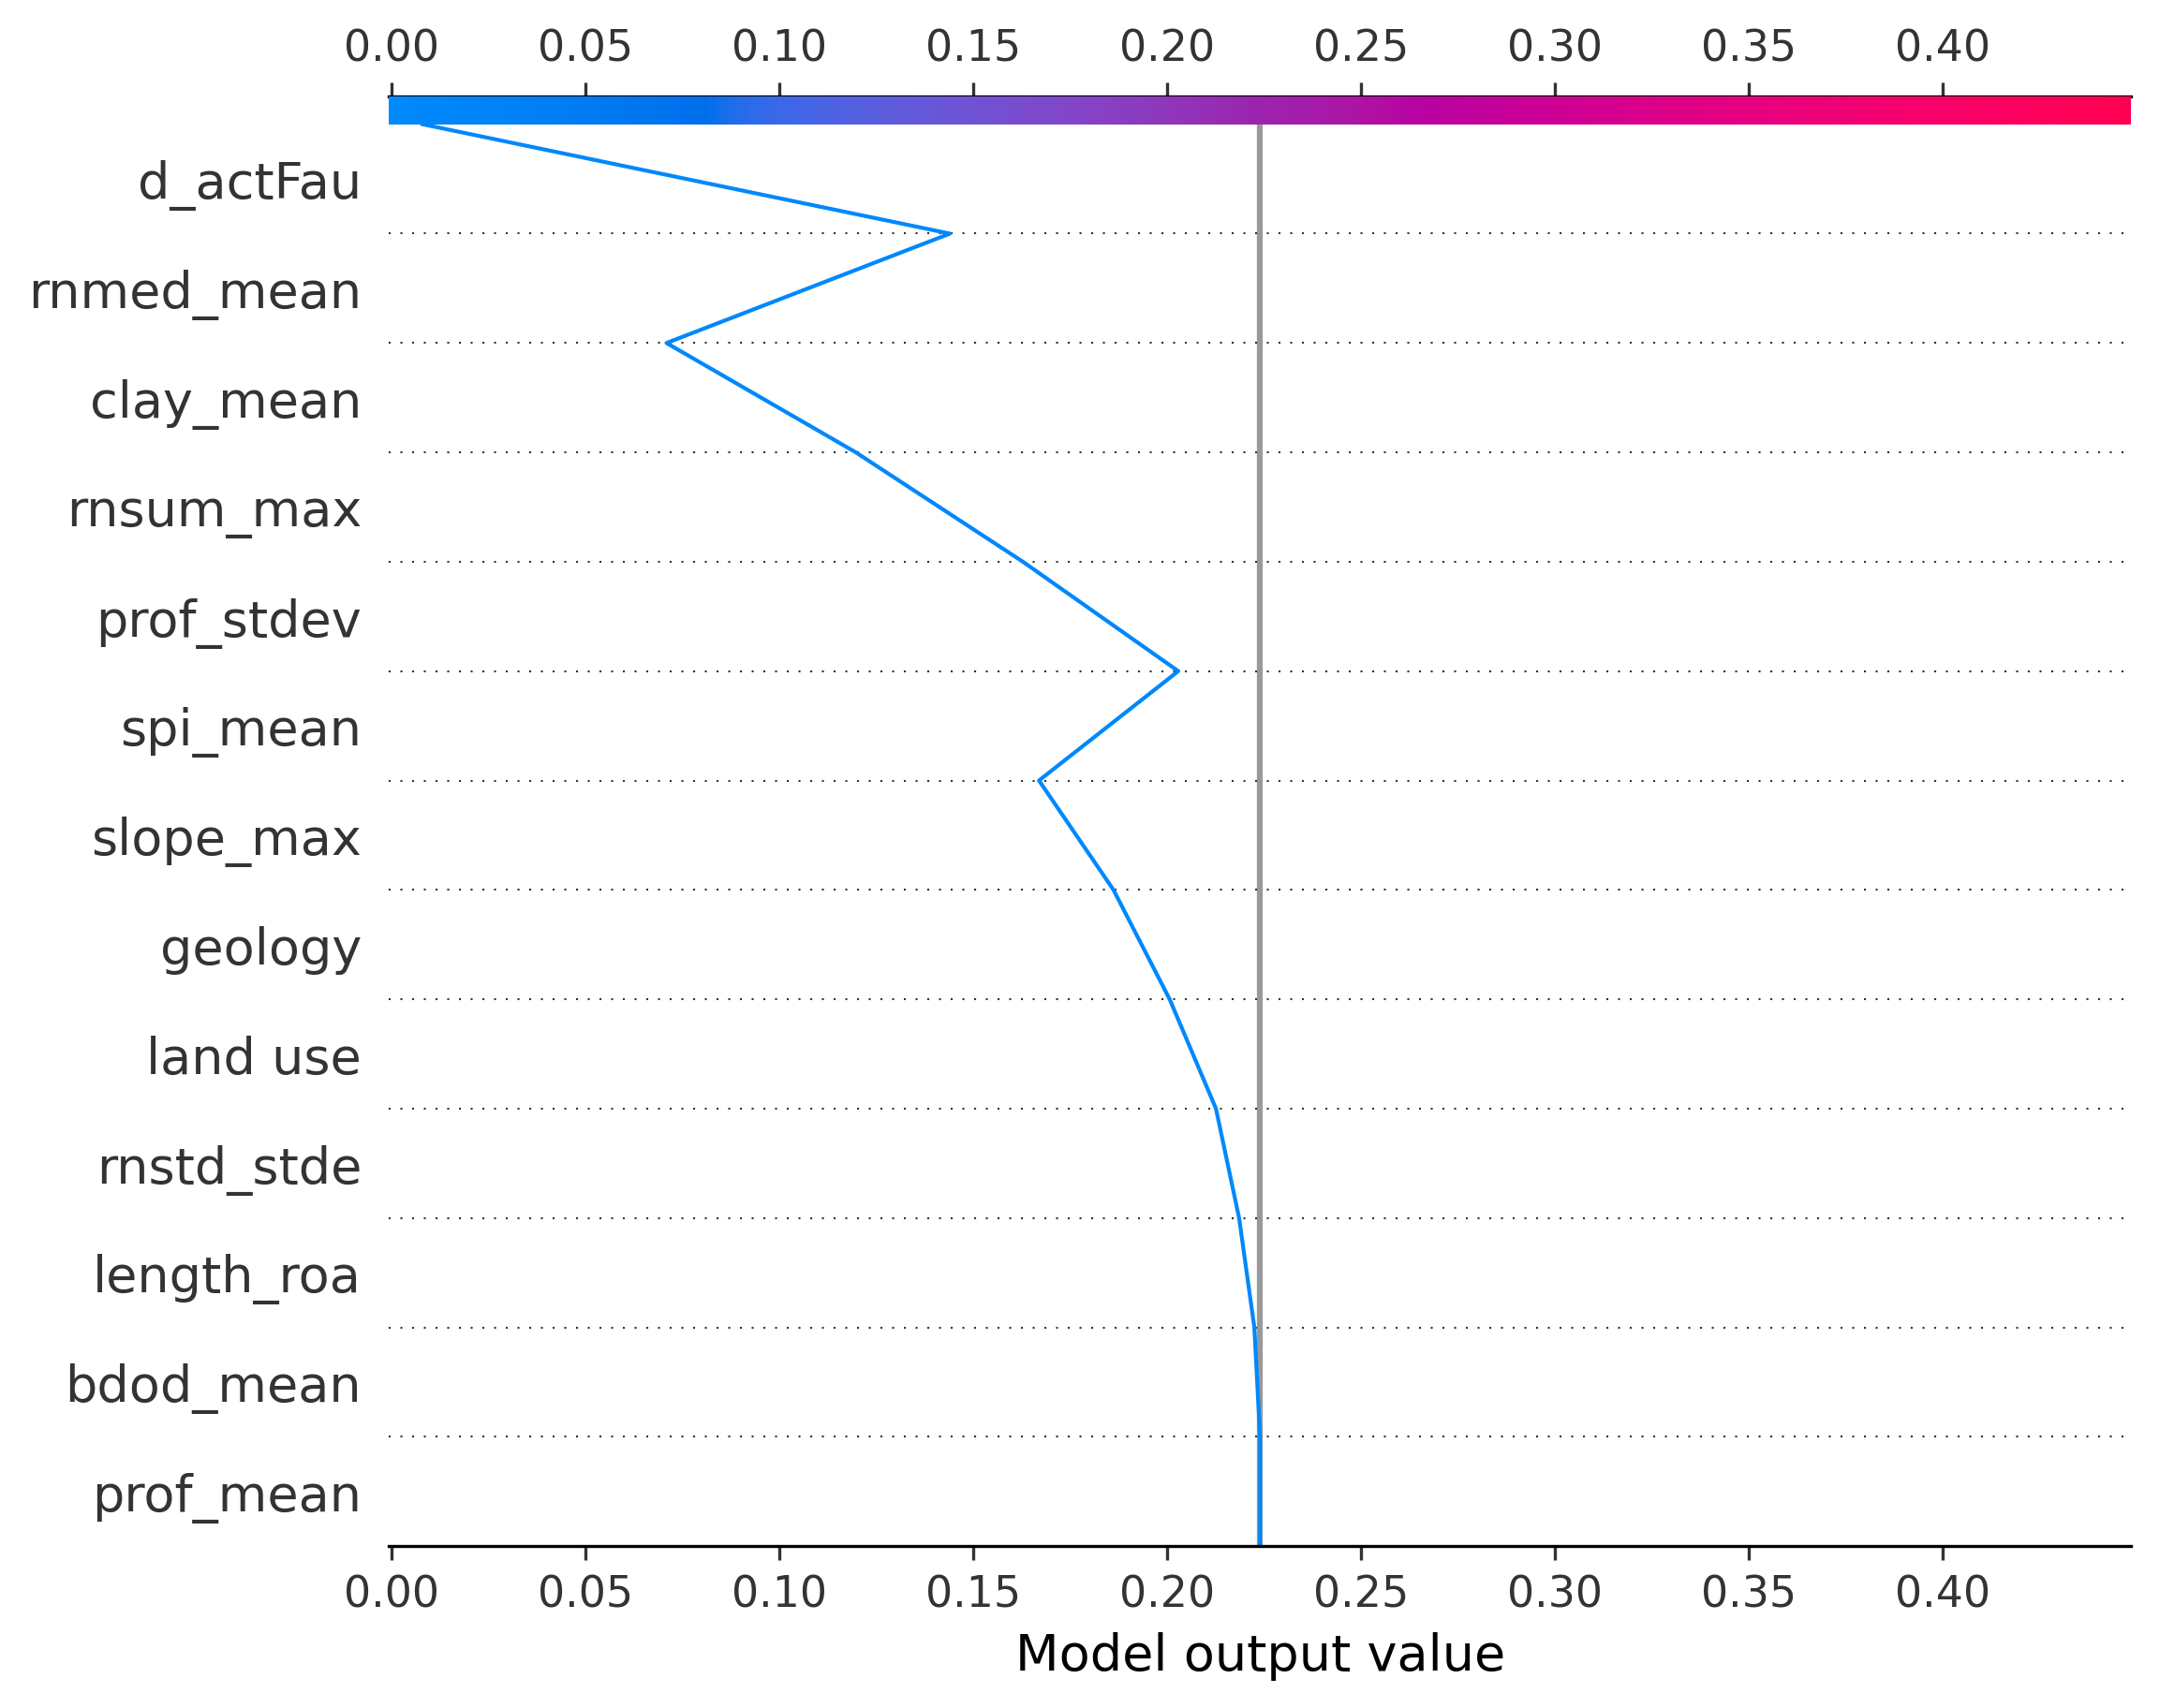 0.00 0.05 0.10 0.15 0.20 0.25 0.30 0.35 0.40
d_actFau
rnmed_mean
clay_mean
rnsum_max
prof_stdev
spi_mean
slope_max
geology
land use
rnstd_stde
length_roa
bdod_mean
prof_mean
0.00 0.05 0.10 0.15 0.20 0.25 0.30 0.35 0.40
Model output value